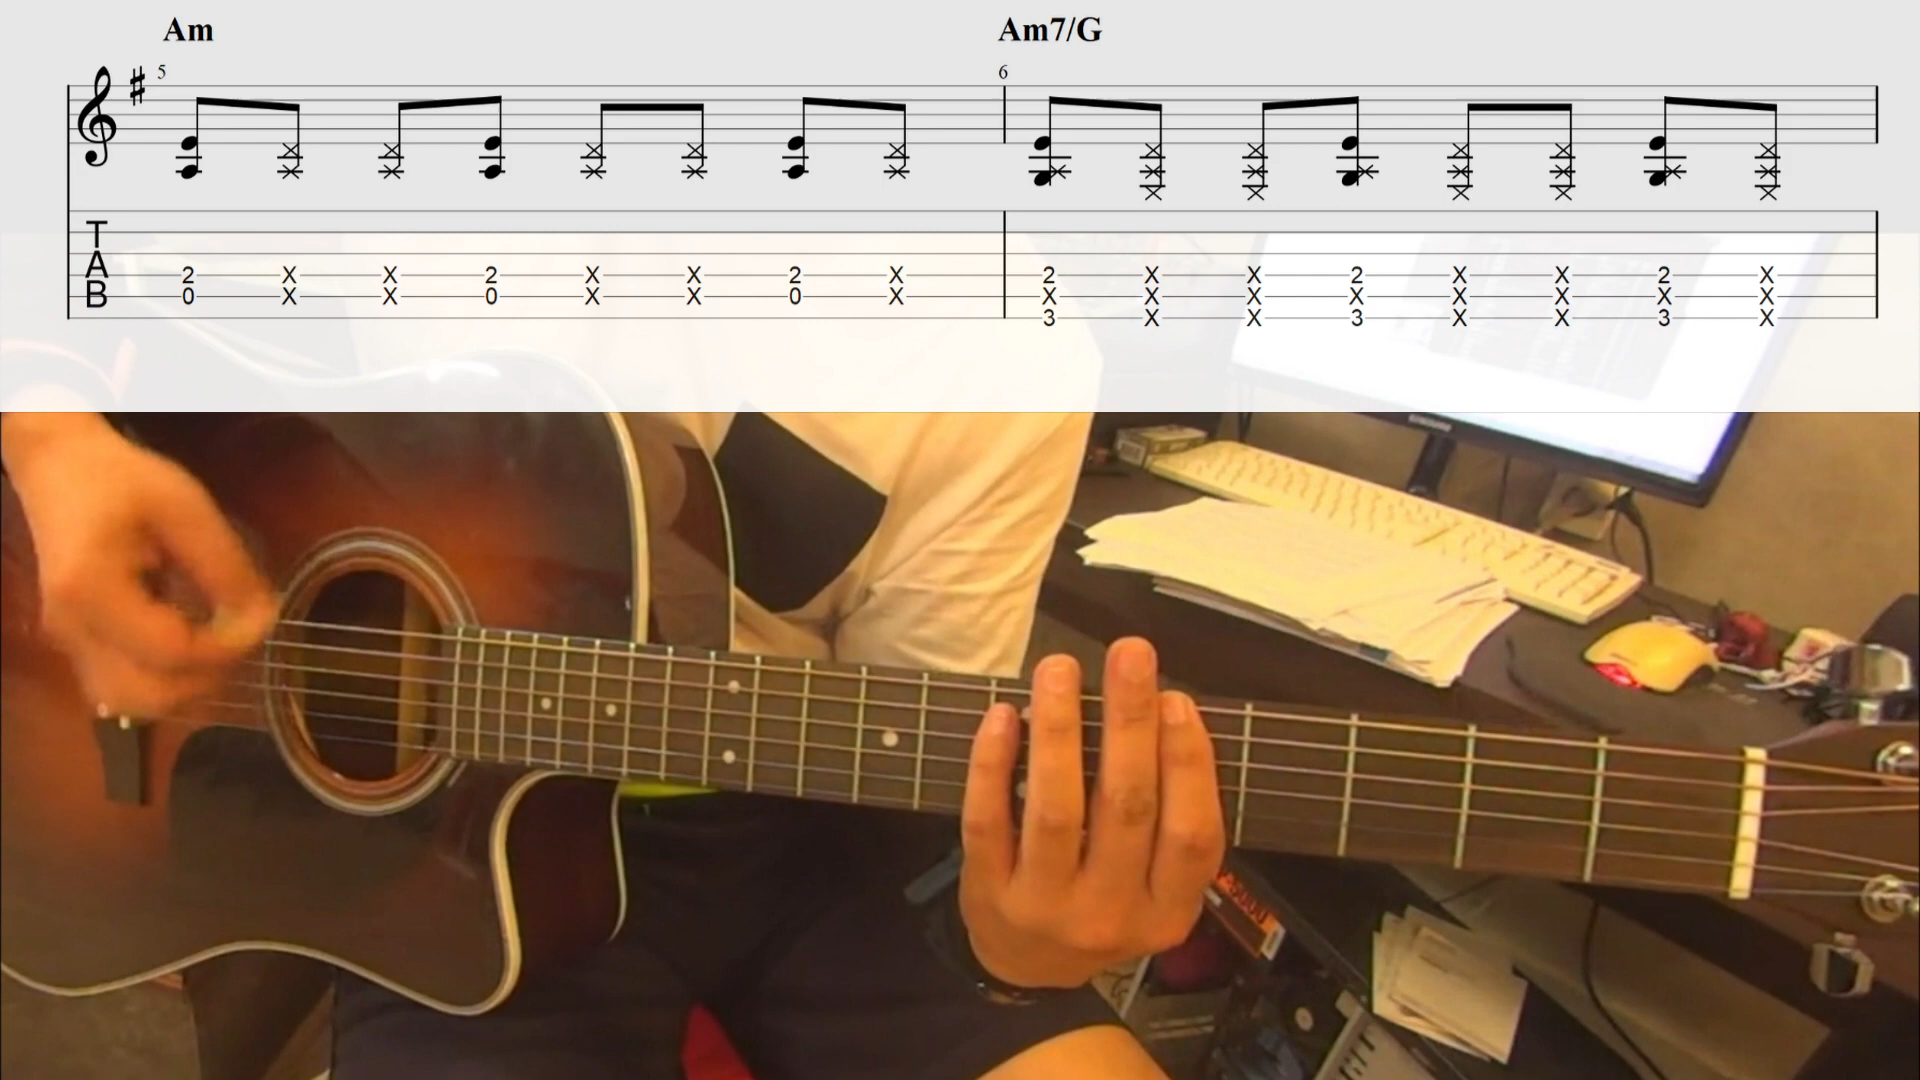 Am Am7/G
5 6
T
A
B
2 X X 2 X X 2 X 2 X X 2 X X 2 X
0 X X 0 X X 0 X X X X X X X X X
3 X X 3 X X 3 X